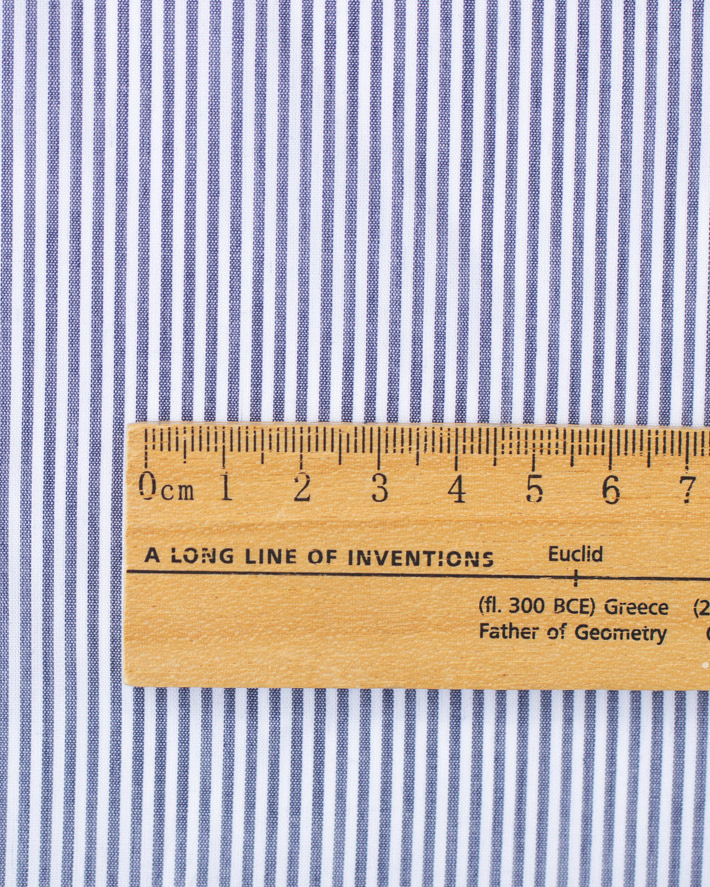 0cm 1 2 3 4 5 6 7
A LONG LINE OF INVENTIONS
Euclid
(fl. 300 BCE) Greece (2
Father of Geometry